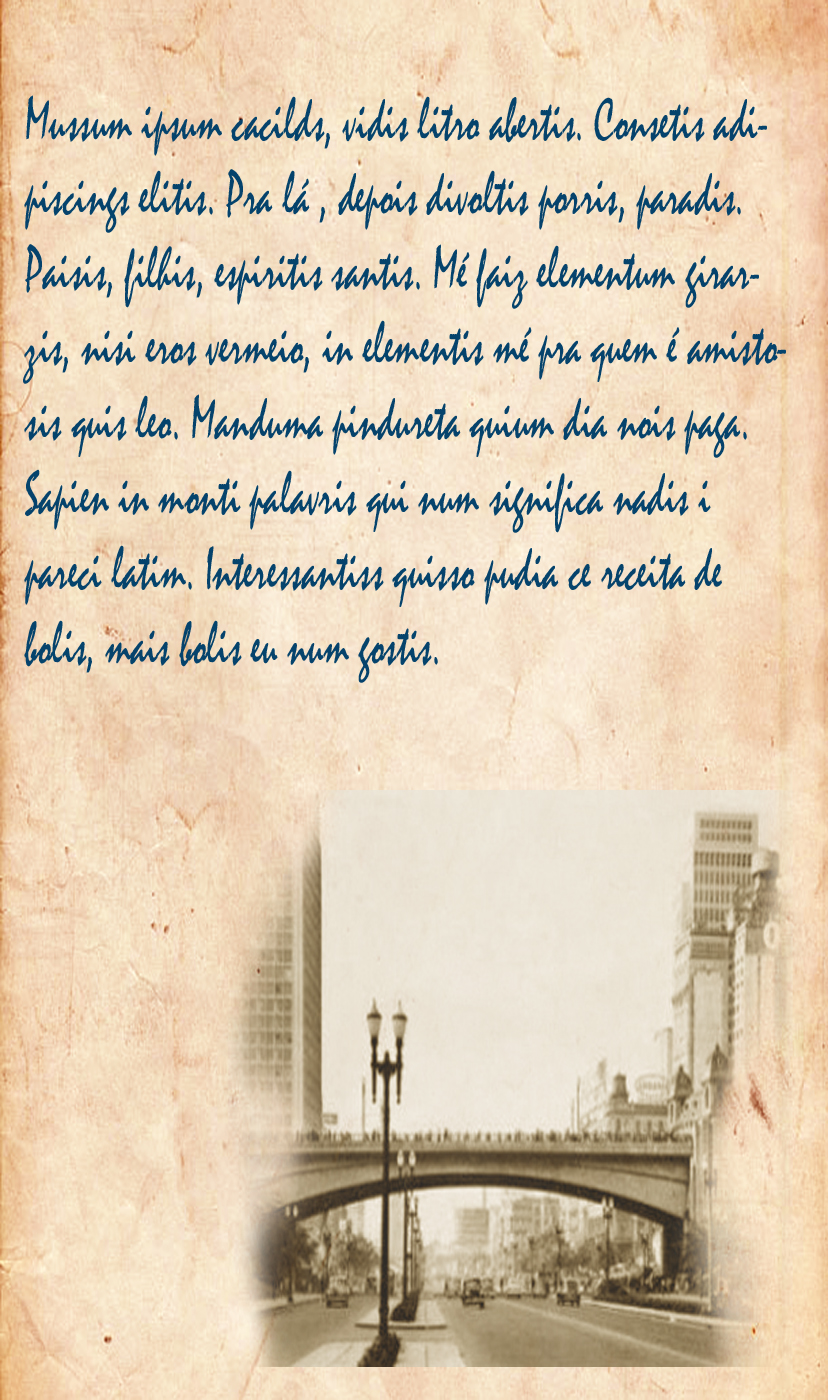 Mussum ipsum cacilds, vidis litro abertis. Consetis adi-
piscings elitis. Pra lá , depois divoltis porris, paradis.
Paisis, filhis, espiritis santis. Mé faiz elementum girar-
zis, nisi eros vermeio, in elementis mé pra quem é amisto-
sis quis leo. Manduma pindureta quium dia nois paga.
Sapien in monti palavris qui num significa nadis i
pareci latim. Interessantiss quisso pudia ce receita de
bolis, mais bolis eu num gostis.